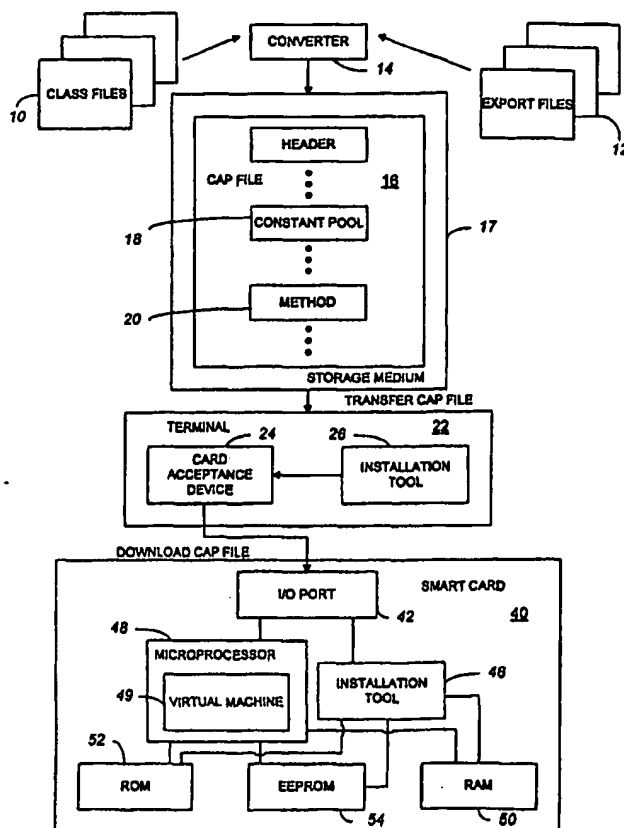 CONVERTER
14
CLASS FILES
10
EXPORT FILES
12
HEADER
CAP FILE
16
18
CONSTANT POOL
17
20
METHOD
STORAGE MEDIUM
TRANSFER CAP FILE
TERMINAL
24
26
22
CARD
ACCEPTANCE
DEVICE
INSTALLATION
TOOL
DOWNLOAD CAP FILE
I/O PORT
SMART CARD
42
40
48
MICROPROCESSOR
46
49
VIRTUAL MACHINE
INSTALLATION
TOOL
52
ROM
EEPROM
RAM
54
50